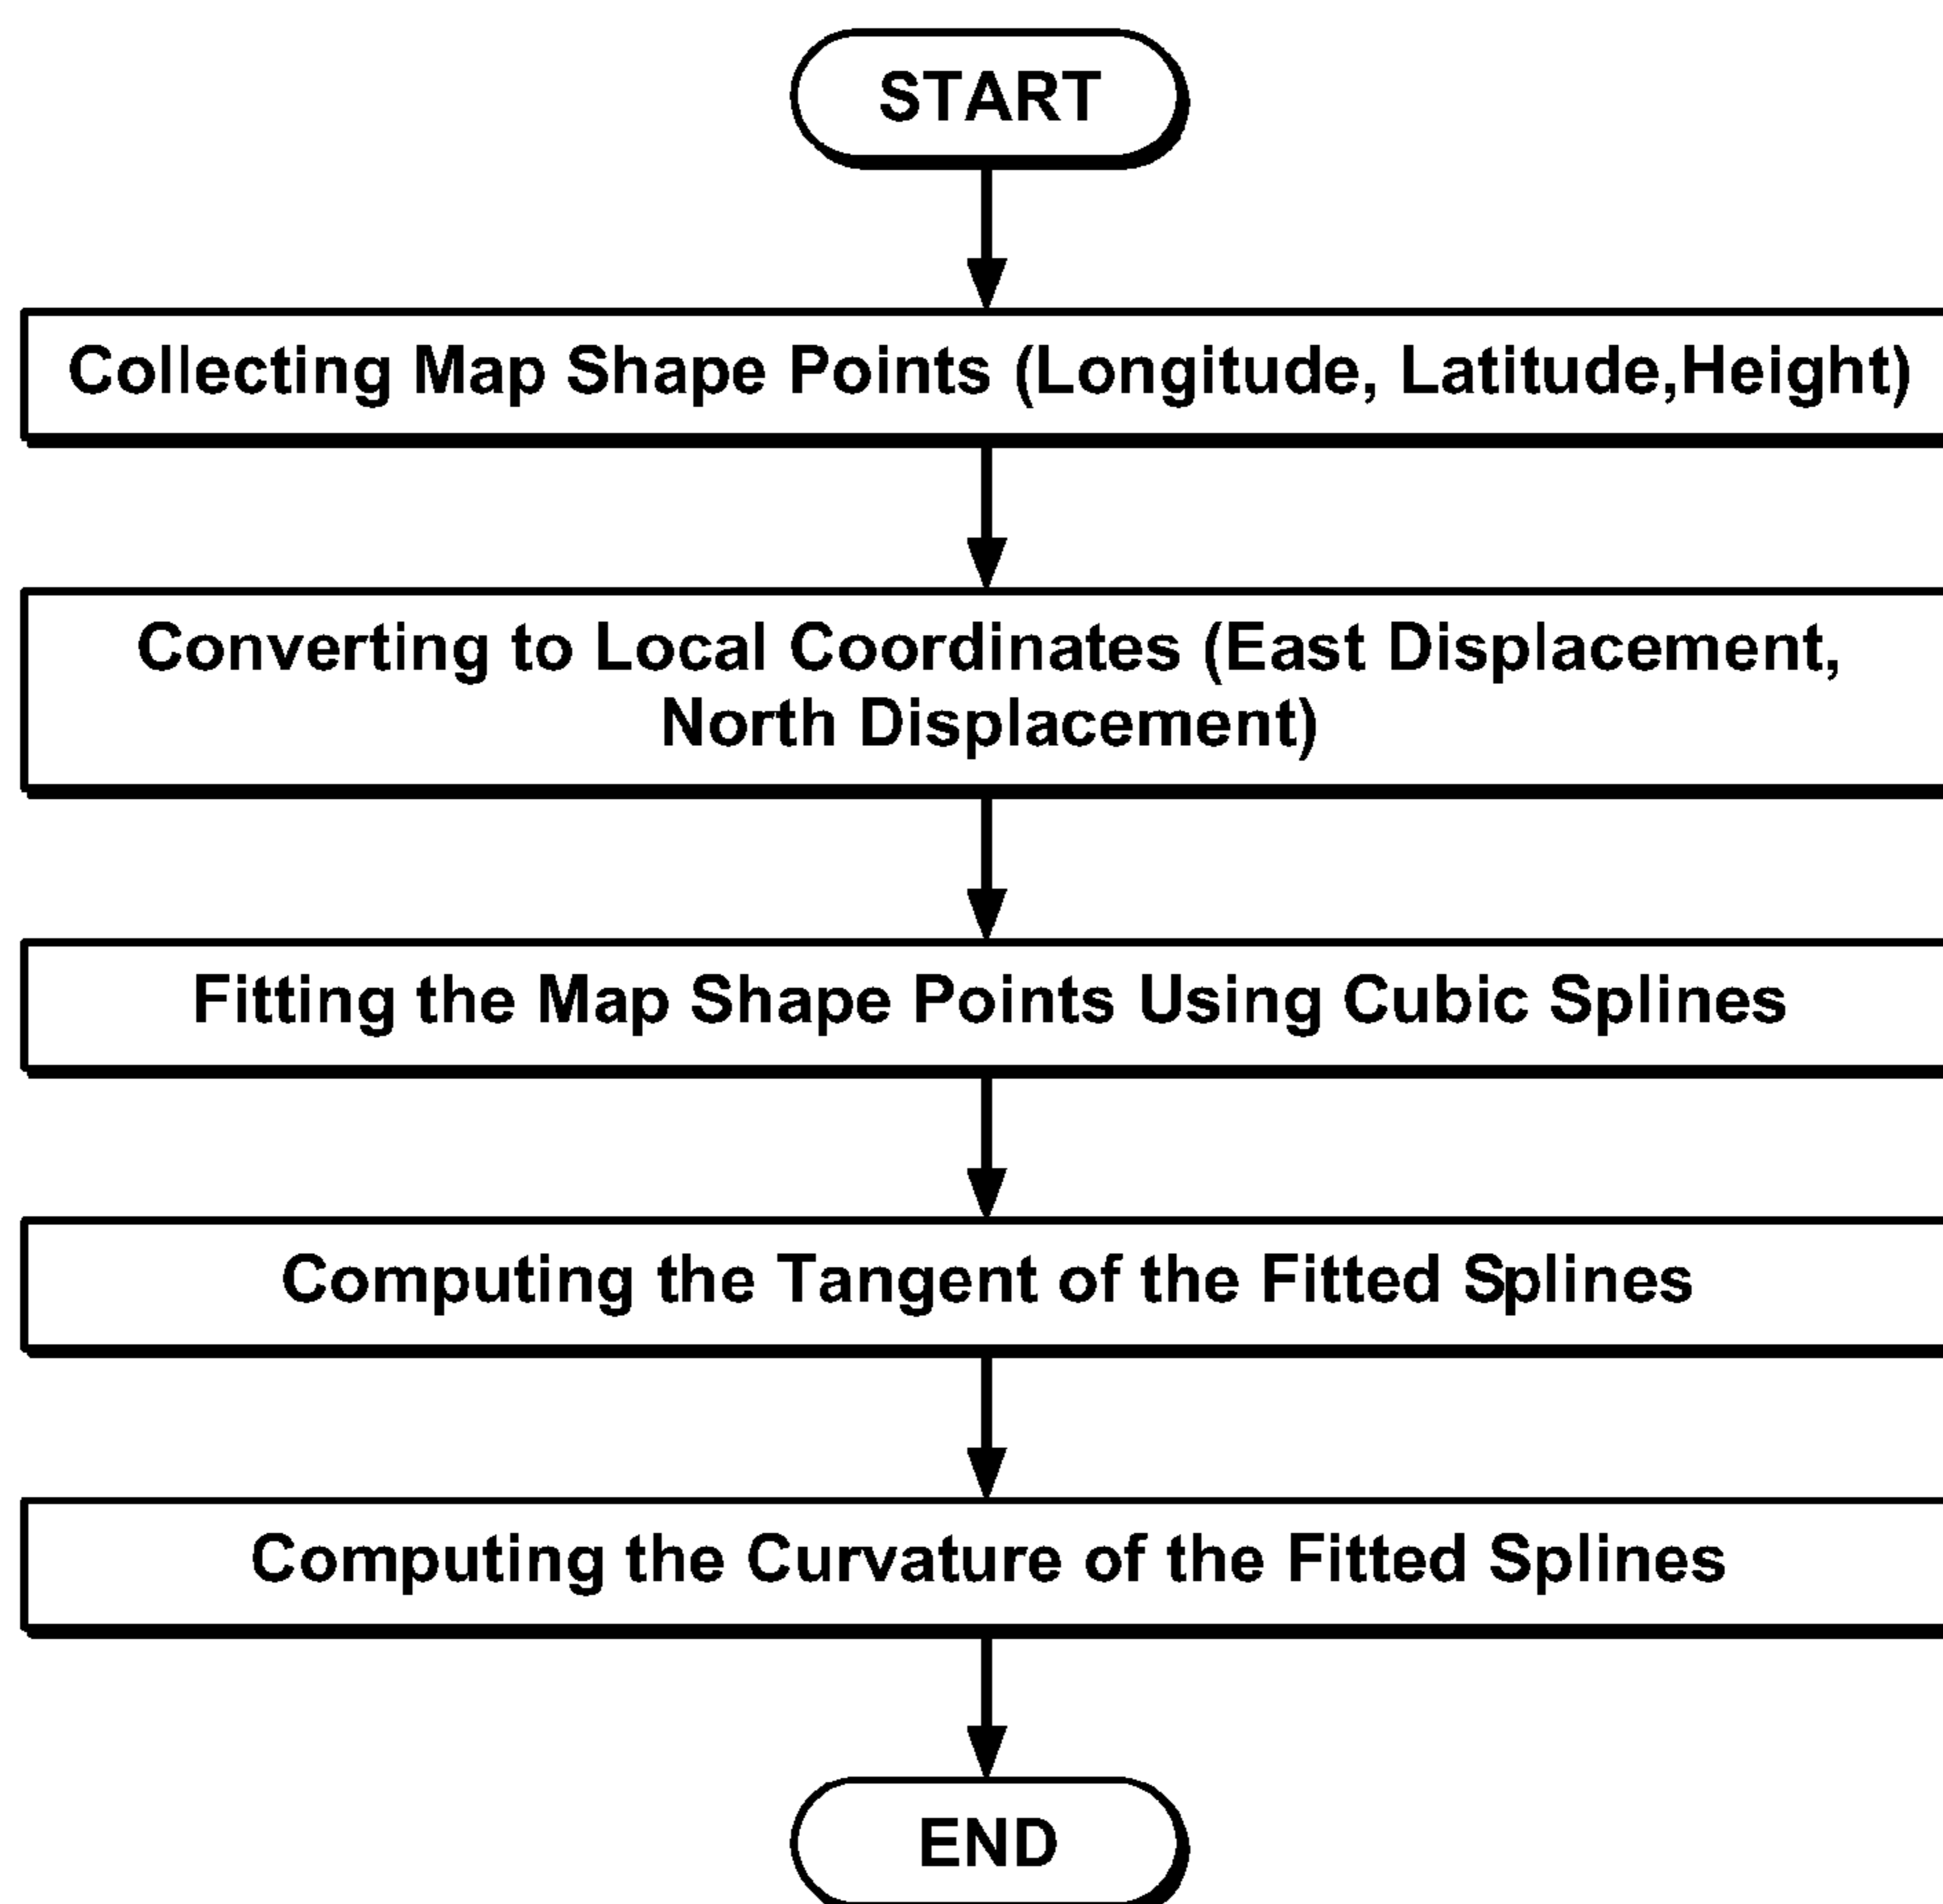 START
Collecting Map Shape Points (Longitude, Latitude,Height)
Converting to Local Coordinates (East Displacement,
North Displacement)
Fitting the Map Shape Points Using Cubic Splines
Computing the Tangent of the Fitted Splines
Computing the Curvature of the Fitted Splines
END